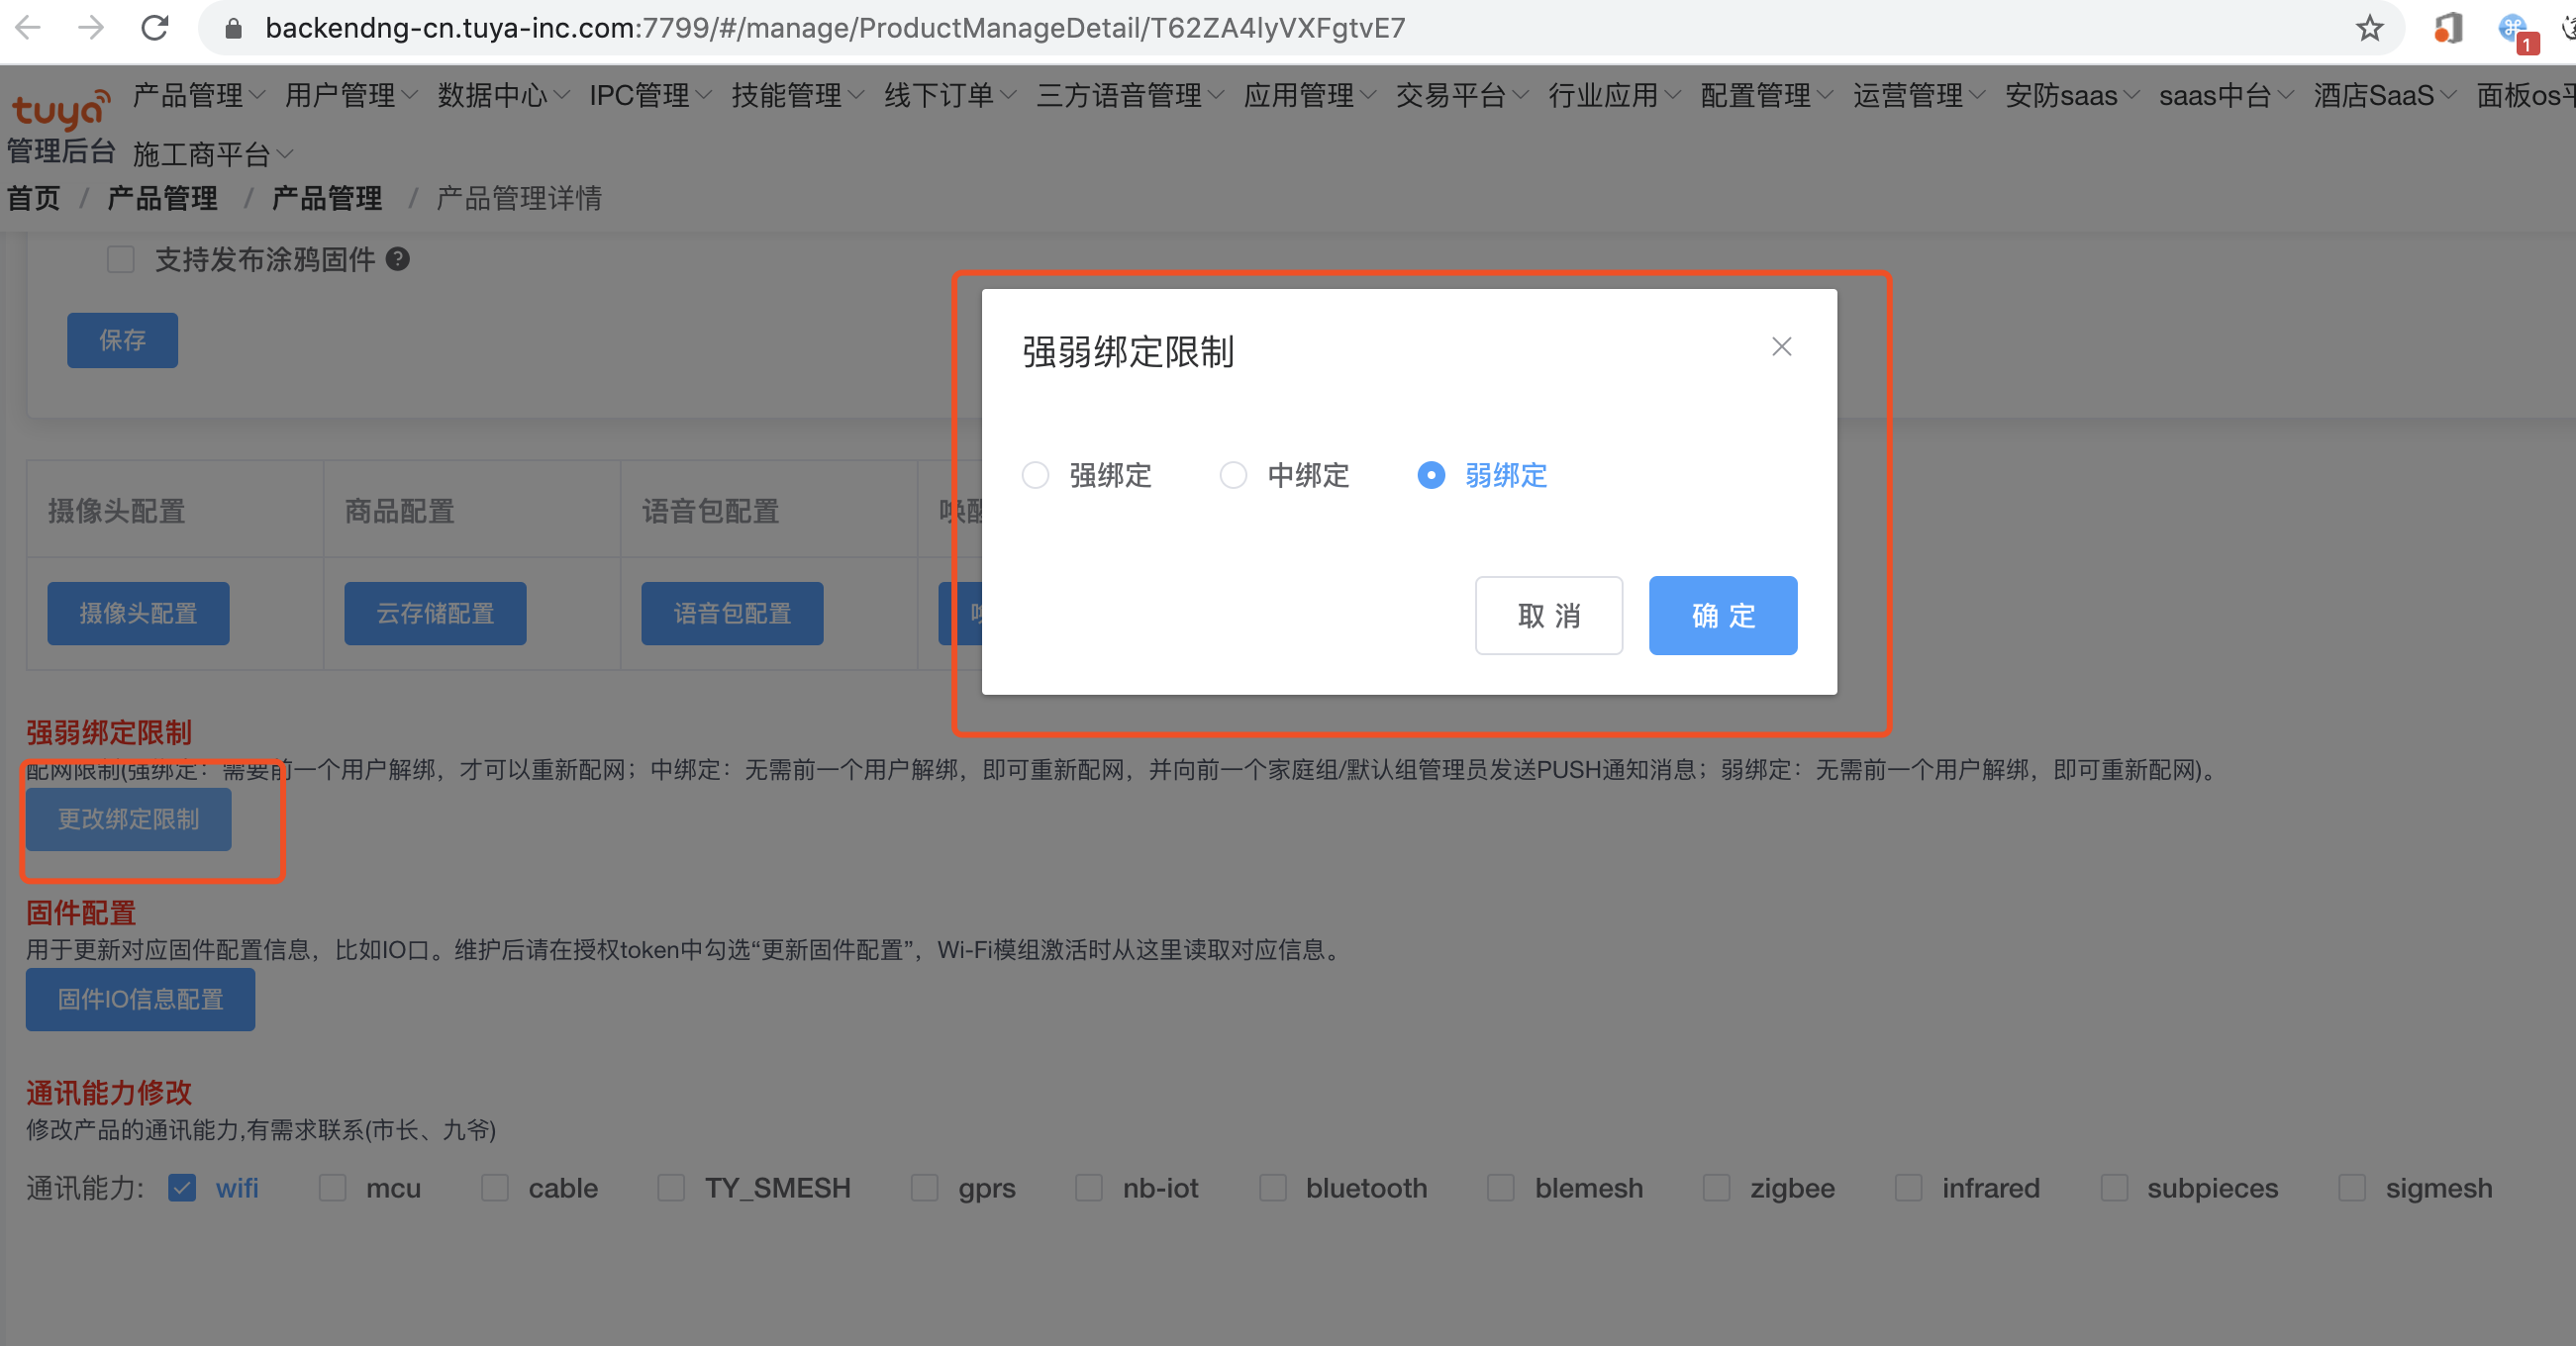 backendng-cn.tuya-inc.com:7799/#/manage/ProductManageDetail/T62ZA4lyVXFgtvE7
1
tuya
管理后台
产品管理 用户管理 数据中心 IPC管理 技能管理 线下订单 三方语音管理 应用管理 交易平台 行业应用 配置管理 运营管理 安防saas saas中台 酒店SaaS 面板os平
施工商平台
首页 / 产品管理 / 产品管理 / 产品管理详情
支持发布涂鸦固件 ?
保存
强弱绑定限制
强绑定 中绑定 弱绑定
取 消 确 定
摄像头配置 商品配置 语音包配置 唤醒
摄像头配置 云存储配置 语音包配置 唤
强弱绑定限制
配网限制(强绑定：需要前一个用户解绑，才可以重新配网；中绑定：无需前一个用户解绑，即可重新配网，并向前一个家庭组/默认组管理员发送PUSH通知消息；弱绑定：无需前一个用户解绑，即可重新配网)。
更改绑定限制
固件配置
用于更新对应固件配置信息，比如IO口。维护后请在授权token中勾选“更新固件配置”，Wi-Fi模组激活时从这里读取对应信息。
固件IO信息配置
通讯能力修改
修改产品的通讯能力,有需求联系(市长、九爷)
通讯能力: wifi mcu cable TY_SMESH gprs nb-iot bluetooth blemesh zigbee infrared subpieces sigmesh